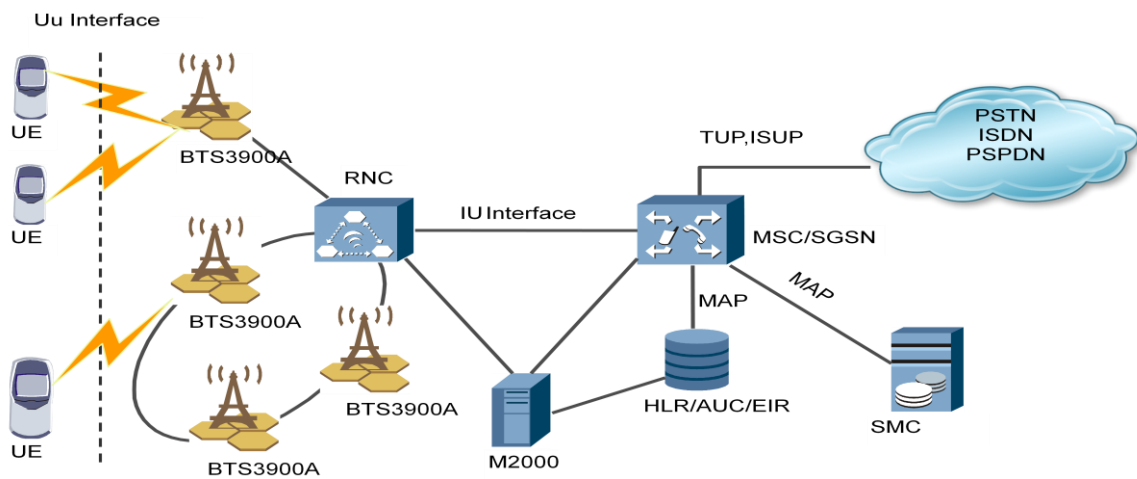 Uu Interface
UE
BTS3900A
UE
RNC
IU Interface
TUP,ISUP
PSTN
ISDN
PSPDN
MSC/SGSN
BTS3900A
MAP
MAP
UE
BTS3900A
BTS3900A
M2000
HLR/AUC/EIR
SMC